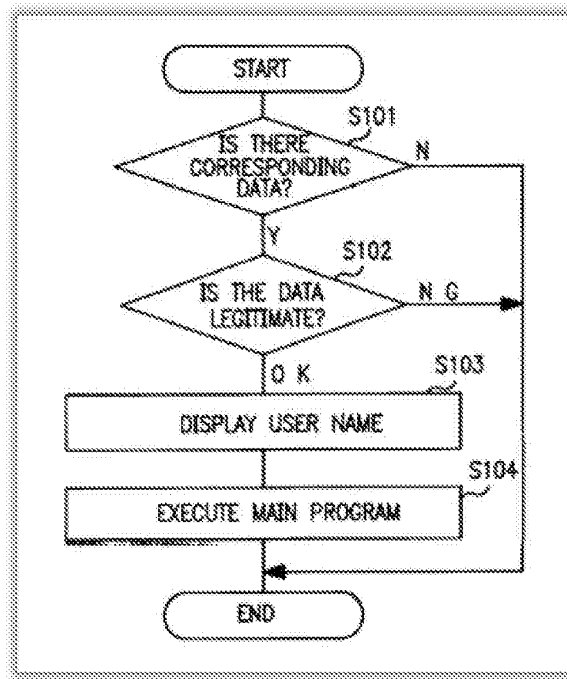 START
S101
IS THERE
CORRESPONDING
DATA?
N
Y
S102
IS THE DATA
LEGITIMATE?
N G
O K
S103
DISPLAY USER NAME
S104
EXECUTE MAIN PROGRAM
END